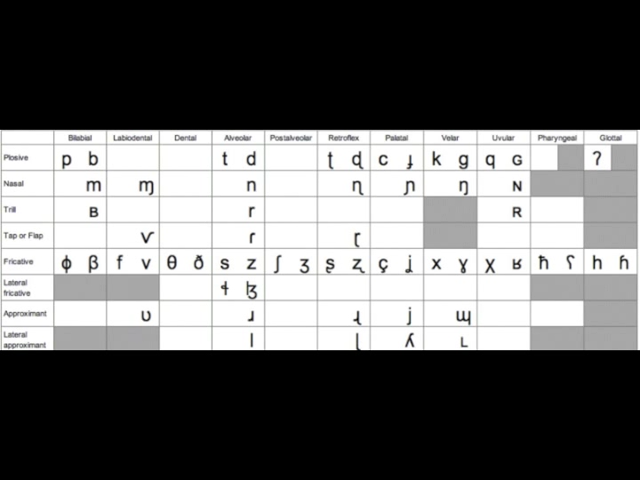 Bilabial Labiodental Dental Alveolar Postalveolar Retroflex Palatal Velar Uvular Pharyngeal Glottal
Plosive p b t d ʈ ɖ c ɟ k g q ɢ ʔ
Nasal m ɱ n ɳ ɲ ŋ ɴ
Trill ʙ r ʀ
Tap or Flap ⱱ ɾ ɽ
Fricative ɸ β f v θ ð s z ʃ ʒ ʂ ʐ ç ʝ x ɣ χ ʁ ħ ʕ h ɦ
Lateral
fricative ɬ ɮ
Approximant ʋ ɹ ɻ j ɰ
Lateral
approximant l ɭ ʎ ʟ